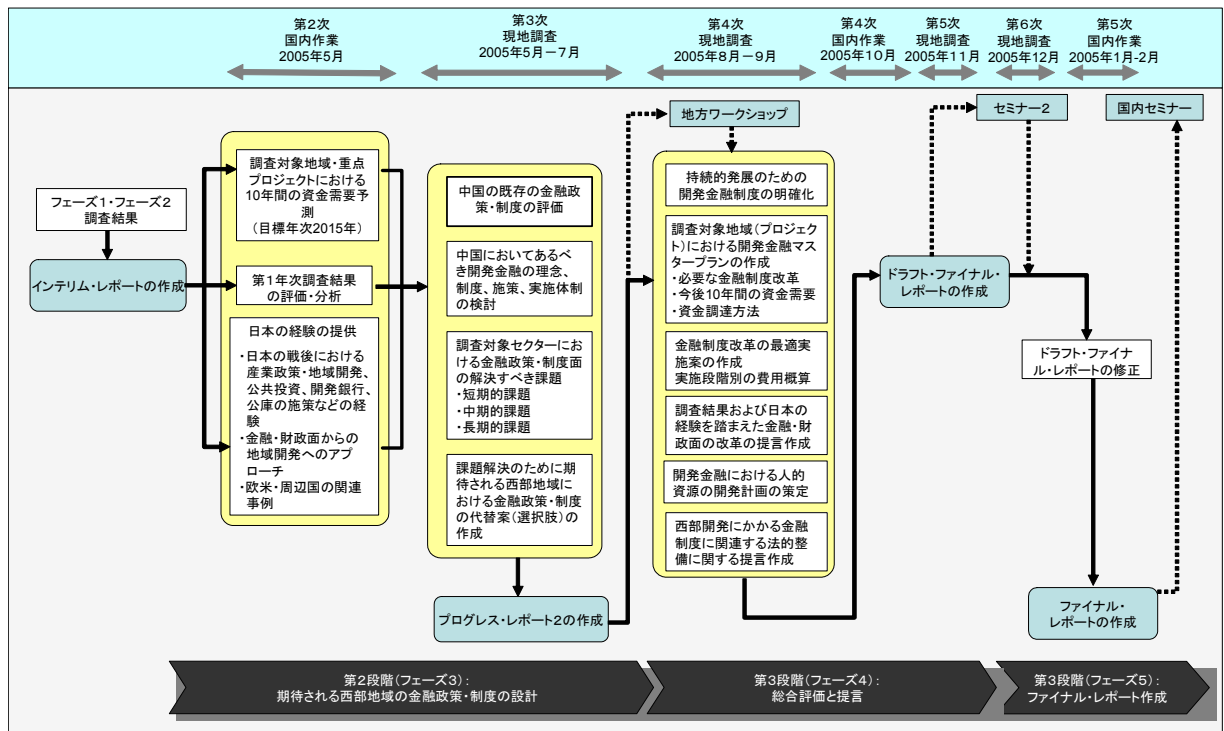 第2次
国内作業
2005年5月
第3次
現地調査
2005年5月－7月
第4次
現地調査
2005年8月－9月
第4次
国内作業
2005年10月
第5次
現地調査
2005年11月
第6次
現地調査
2005年12月
第5次
国内作業
2005年1月-2月
地方ワークショップ
セミナー2
国内セミナー
フェーズ1・フェーズ2
調査結果
インテリム・レポートの作成
調査対象地域・重点
プロジェクトにおける
10年間の資金需要予
測
（目標年次2015年）
第1年次調査結果
の評価・分析
日本の経験の提供
・日本の戦後における
産業政策・地域開発、
公共投資、開発銀行、
公庫の施策などの経
験
・金融・財政面からの
地域開発へのアプ
ローチ
・欧米・周辺国の関連
事例
中国の既存の金融政
策・制度の評価
中国においてあるべ
き開発金融の理念、
制度、施策、実施体制
の検討
調査対象セクターにお
ける金融政策・制度面
の解決すべき課題
・短期的課題
・中期的課題
・長期的課題
課題解決のために期
待される西部地域に
おける金融政策・制度
の代替案（選択肢）の
作成
プログレス・レポート2の作成
持続的発展のための
開発金融制度の明確化
調査対象地域（プロジェク
ト）における開発金融マス
タープランの作成
・必要な金融制度改革
・今後10年間の資金需要
・資金調達方法
金融制度改革の最適実
施案の作成
実施段階別の費用概算
調査結果および日本の
経験を踏まえた金融・財
政面の改革の提言作成
開発金融における人的
資源の開発計画の策定
西部開発にかかる金融
制度に関連する法的整
備に関する提言作成
ドラフト・ファイナル・
レポートの作成
ドラフト・ファイナ
ル・レポートの修正
ファイナル・
レポートの作成
第2段階（フェーズ3）：
期待される西部地域の金融政策・制度の設計
第3段階（フェーズ4）：
総合評価と提言
第3段階（フェーズ5）：
ファイナル・レポート作成